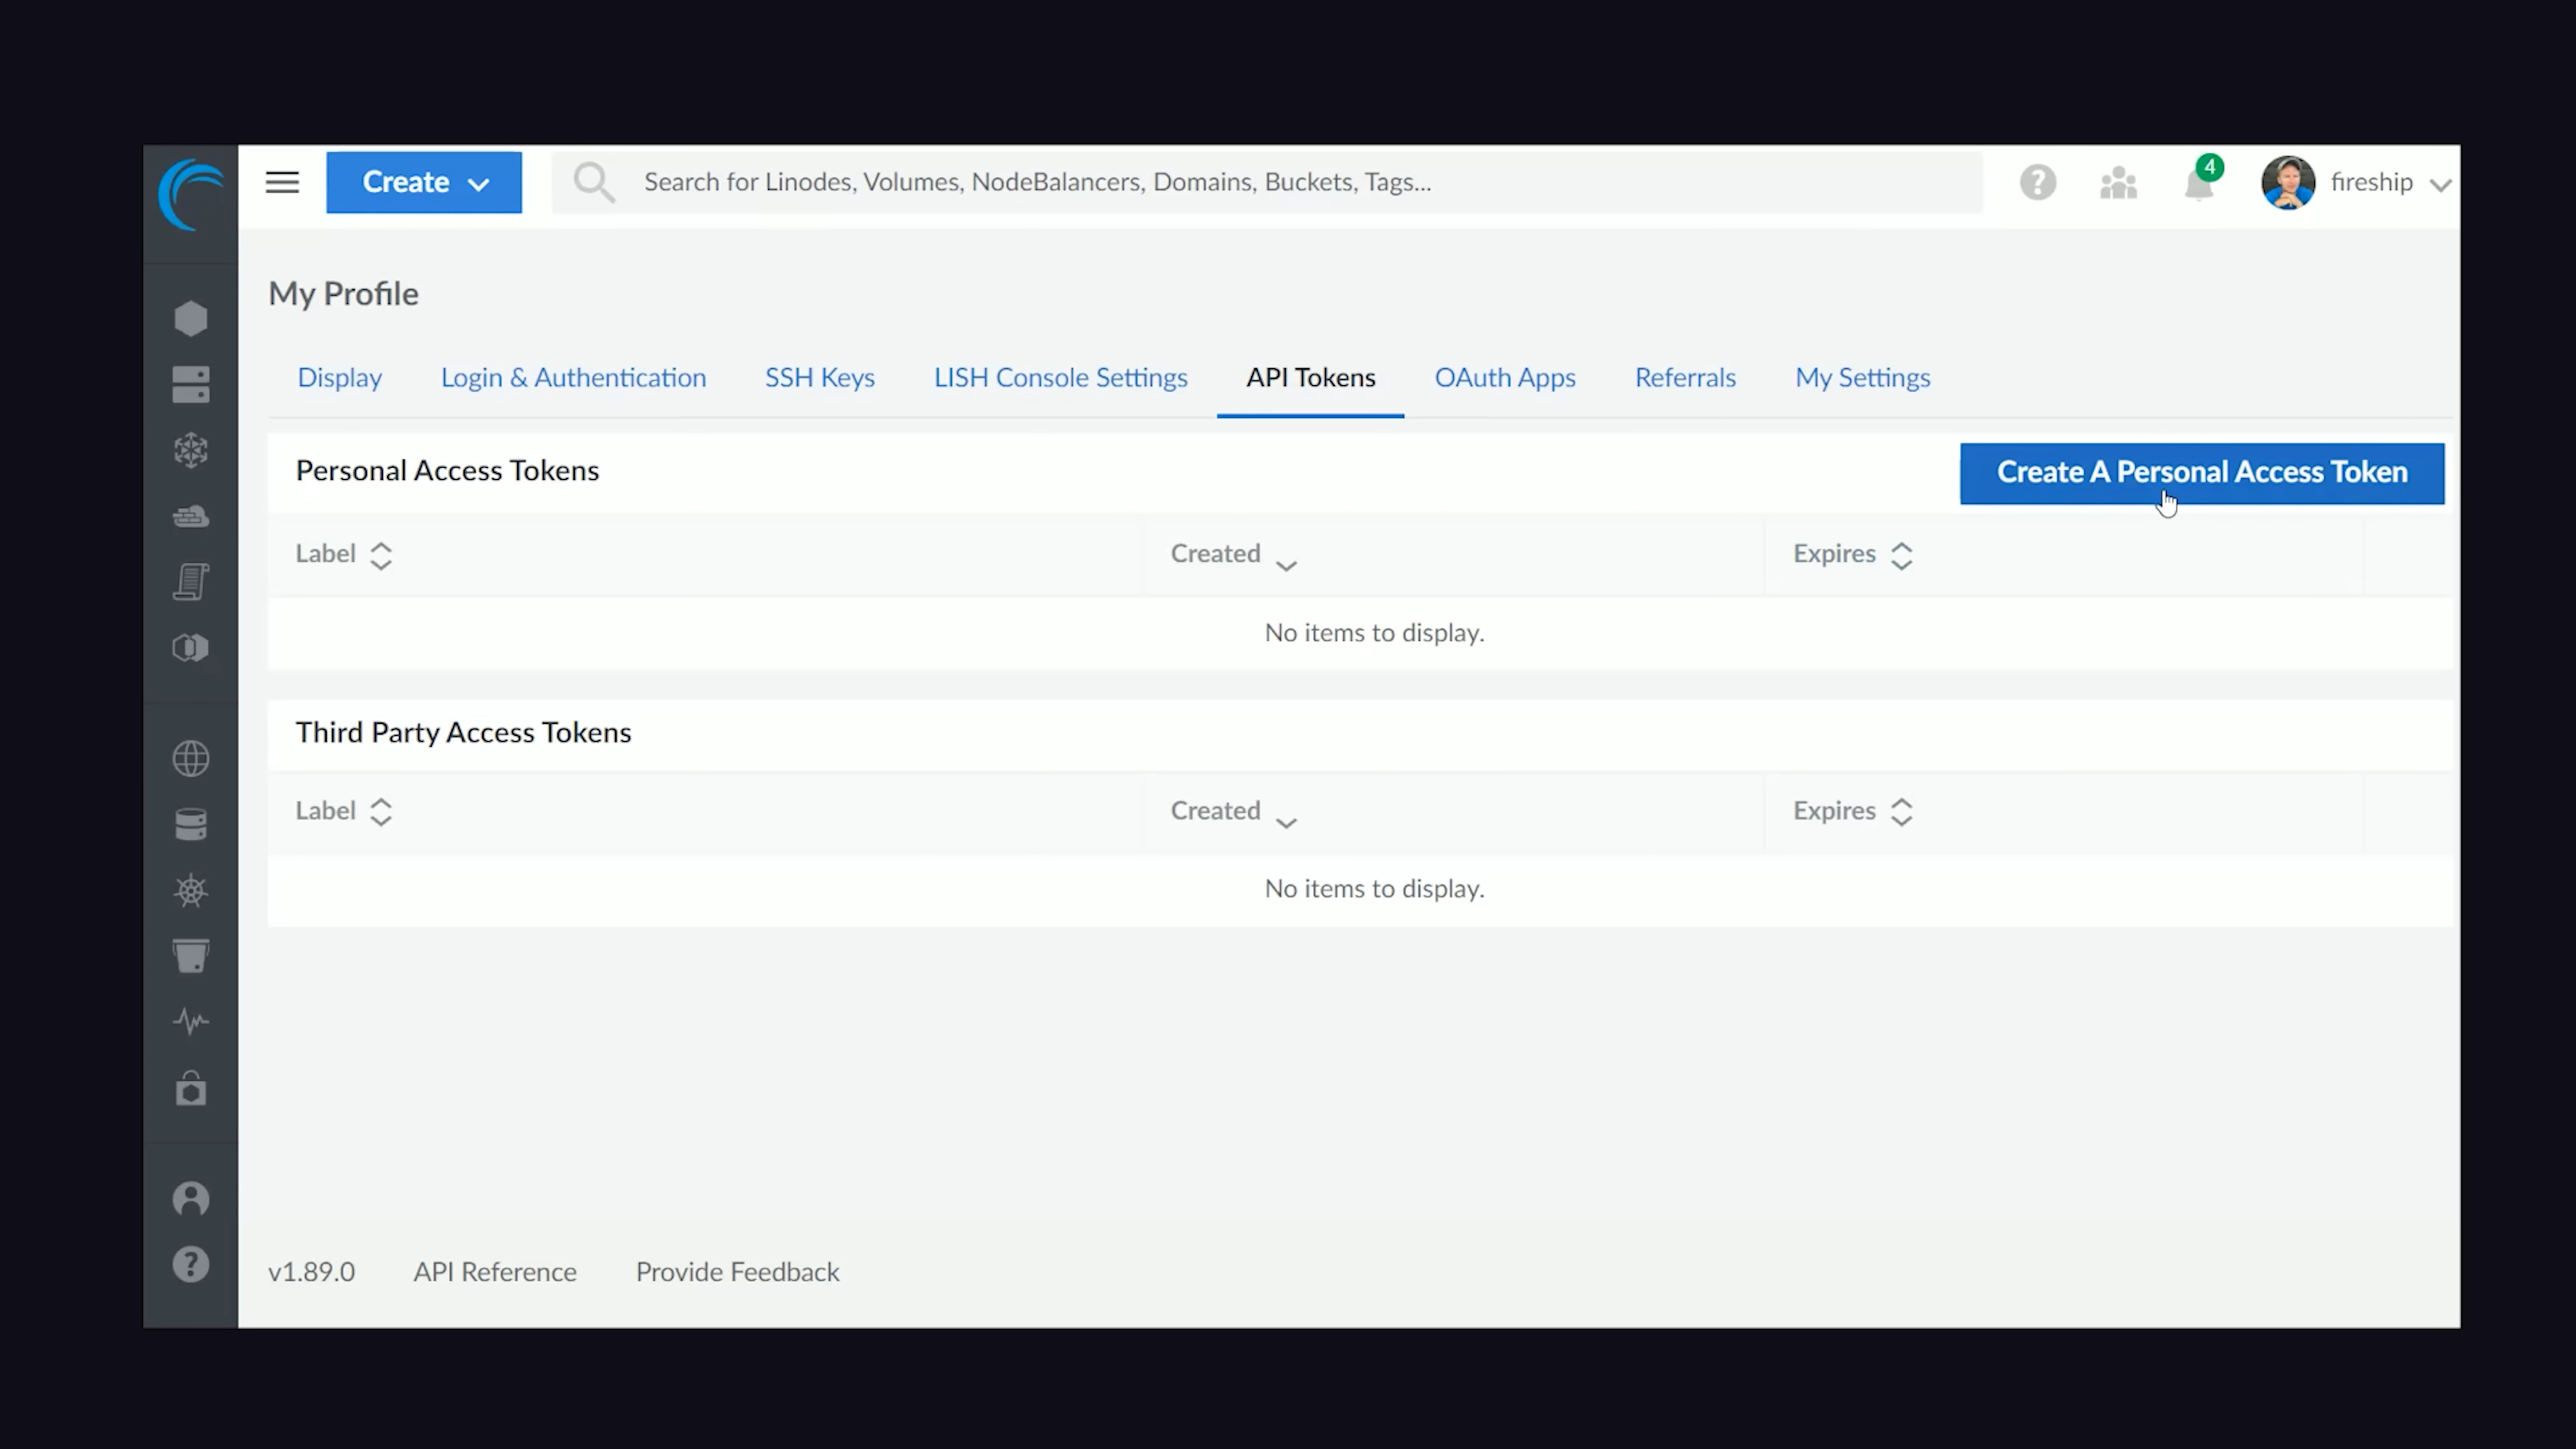 Create
Search for Linodes, Volumes, NodeBalancers, Domains, Buckets, Tags...
4
fireship
My Profile
Display
Login & Authentication
SSH Keys
LISH Console Settings
API Tokens
OAuth Apps
Referrals
My Settings
Personal Access Tokens
Create A Personal Access Token
Label
Created
Expires
No items to display.
Third Party Access Tokens
Label
Created
Expires
No items to display.
v1.89.0
API Reference
Provide Feedback